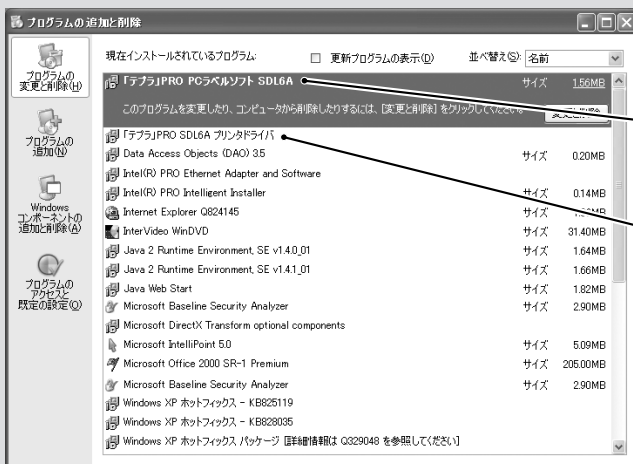 プログラムの追加と削除
現在インストールされているプログラム:
更新プログラムの表示(D)
並べ替え(S):
名前
プログラムの
変更と削除(H)
プログラムの
追加(N)
Windows
コンポーネントの
追加と削除(A)
プログラムの
アクセスと
既定の設定(O)
「テプラ」PRO PCラベルソフト SDL6A サイズ 1.56MB
このプログラムを変更したり、コンピュータから削除したりするには、[変更と削除]をクリックしてください。
変更と削除
「テプラ」PRO SDL6A プリンタドライバ
Data Access Objects (DAO) 3.5 サイズ 0.20MB
Intel(R) PRO Ethernet Adapter and Software
Intel(R) PRO Intelligent Installer サイズ 0.14MB
Internet Explorer Q824145 サイズ
InterVideo WinDVD サイズ 31.40MB
Java 2 Runtime Environment, SE v1.4.0_01 サイズ 1.64MB
Java 2 Runtime Environment, SE v1.4.1_01 サイズ 1.66MB
Java Web Start サイズ 1.82MB
Microsoft Baseline Security Analyzer サイズ 2.90MB
Microsoft DirectX Transform optional components
Microsoft IntelliPoint 5.0 サイズ 5.09MB
Microsoft Office 2000 SR-1 Premium サイズ 205.00MB
Microsoft Baseline Security Analyzer サイズ 2.90MB
Windows XP ホットフィックス - KB825119
Windows XP ホットフィックス - KB828035
Windows XP ホットフィックス パッケージ [詳細情報は Q329048 を参照してください]